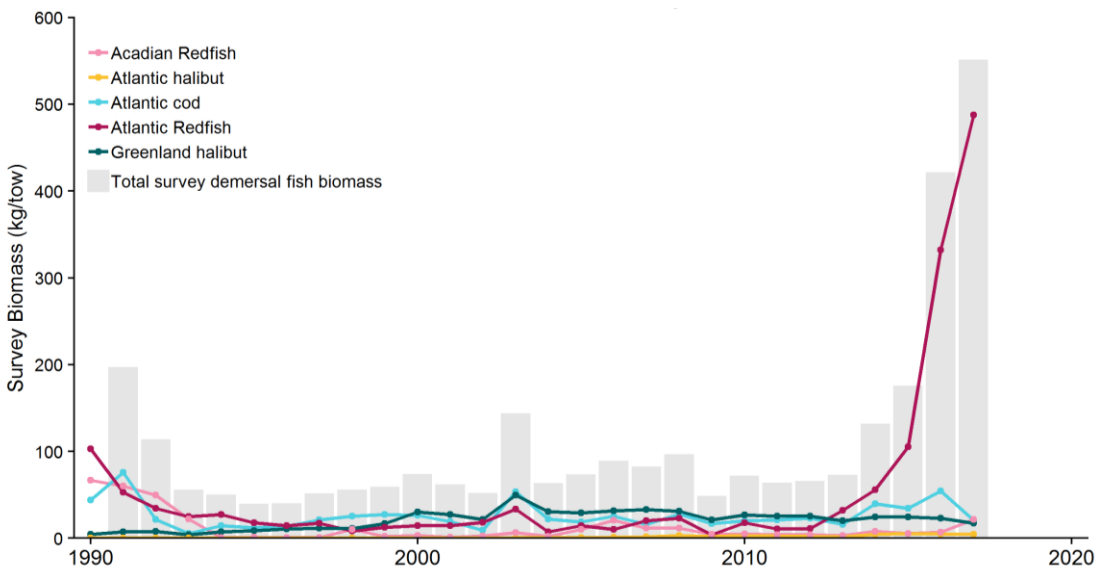 600
500
400
300
200
100
0
Survey Biomass (kg/tow)
Acadian Redfish
Atlantic halibut
Atlantic cod
Atlantic Redfish
Greenland halibut
Total survey demersal fish biomass
1990
2000
2010
2020